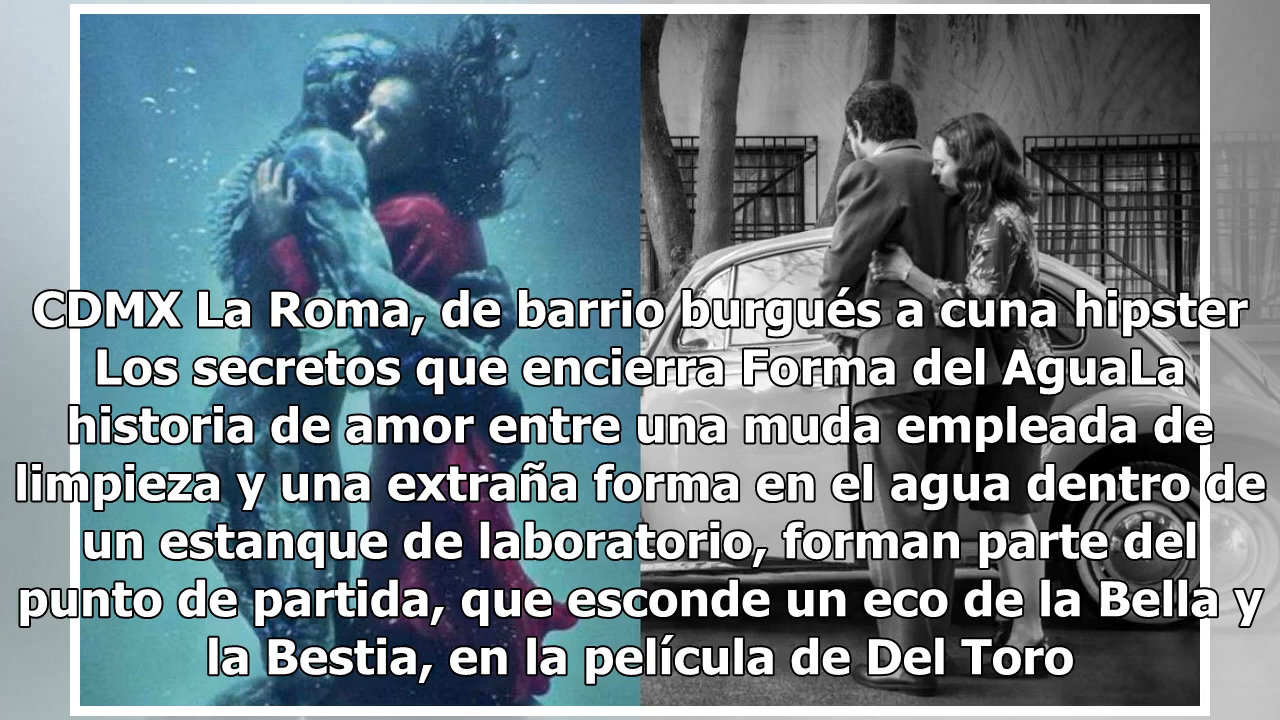 CDMX La Roma, de barrio burgués a cuna hipster
Los secretos que encierra Forma del AguaLa
historia de amor entre una muda empleada de
limpieza y una extraña forma en el agua dentro de
un estanque de laboratorio, forman parte del
punto de partida, que esconde un eco de la Bella y
la Bestia, en la película de Del Toro